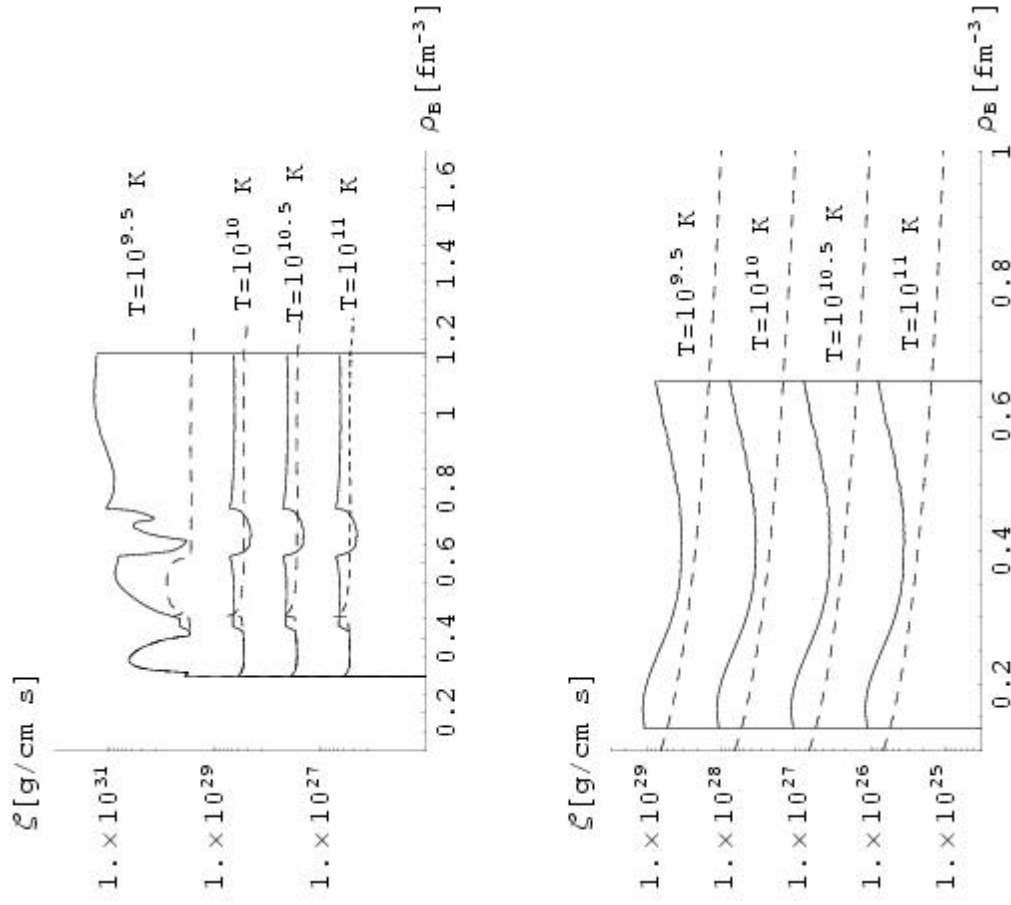 ζ[g/cm s]
1.×10^31
1.×10^29
1.×10^27
T=10^9.5 K
T=10^10 K
T=10^10.5 K
T=10^11 K
0.2 0.4 0.6 0.8 1 1.2 1.4 1.6
ρB[fm^-3]
ζ[g/cm s]
1.×10^29
1.×10^28
1.×10^27
1.×10^26
1.×10^25
T=10^9.5 K
T=10^10 K
T=10^10.5 K
T=10^11 K
0.2 0.4 0.6 0.8 1
ρB[fm^-3]